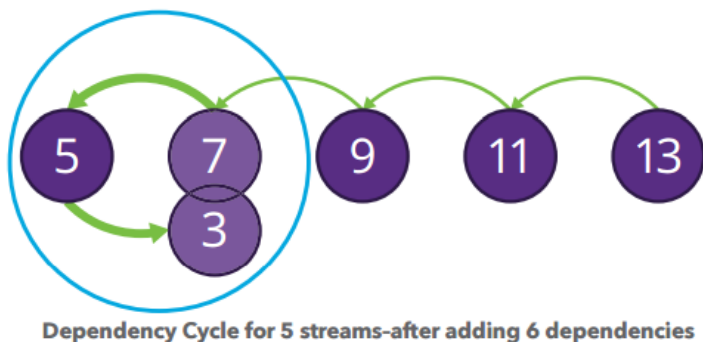 5 7 9 11 13
3
Dependency Cycle for 5 streams–after adding 6 dependencies